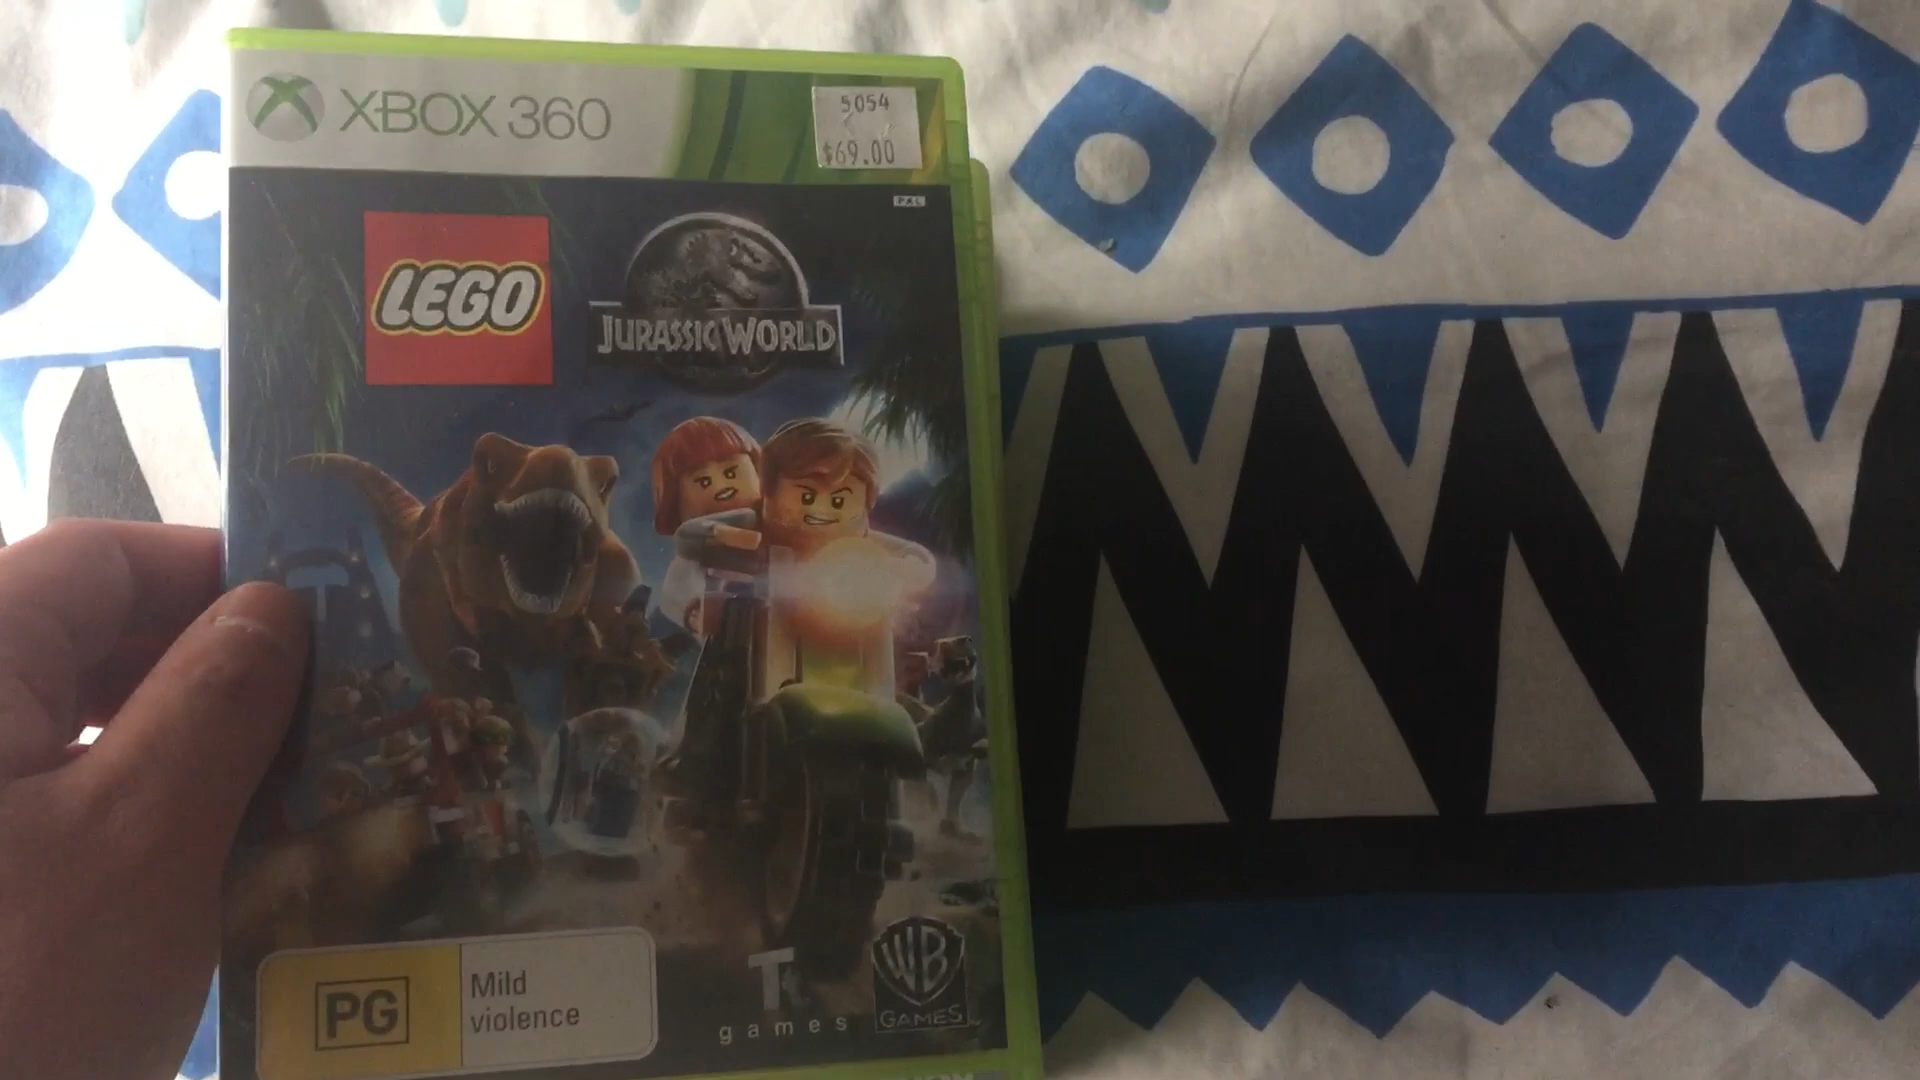 XBOX 360
5054
$69.00
PAL
LEGO
JURASSIC WORLD
PG
Mild
violence
games
WB
GAMES